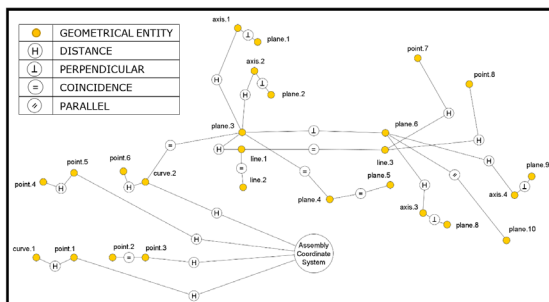 GEOMETRICAL ENTITY
H DISTANCE
⊥ PERPENDICULAR
= COINCIDENCE
// PARALLEL
axis.1
⊥
plane.1
H
axis.2
⊥
H
plane.2
point.7
point.8
H
H
plane.3
⊥
plane.6
H
line.1
=
line.3
=
line.2
=
point.6
=
curve.2
H
point.5
point.4
H
plane.5
=
plane.4
H
//
H
plane.9
axis.4
⊥
axis.3
⊥
plane.8
plane.10
H
H
Assembly
Coordinate
System
curve.1
point.1
H
point.2
=
point.3
H
H